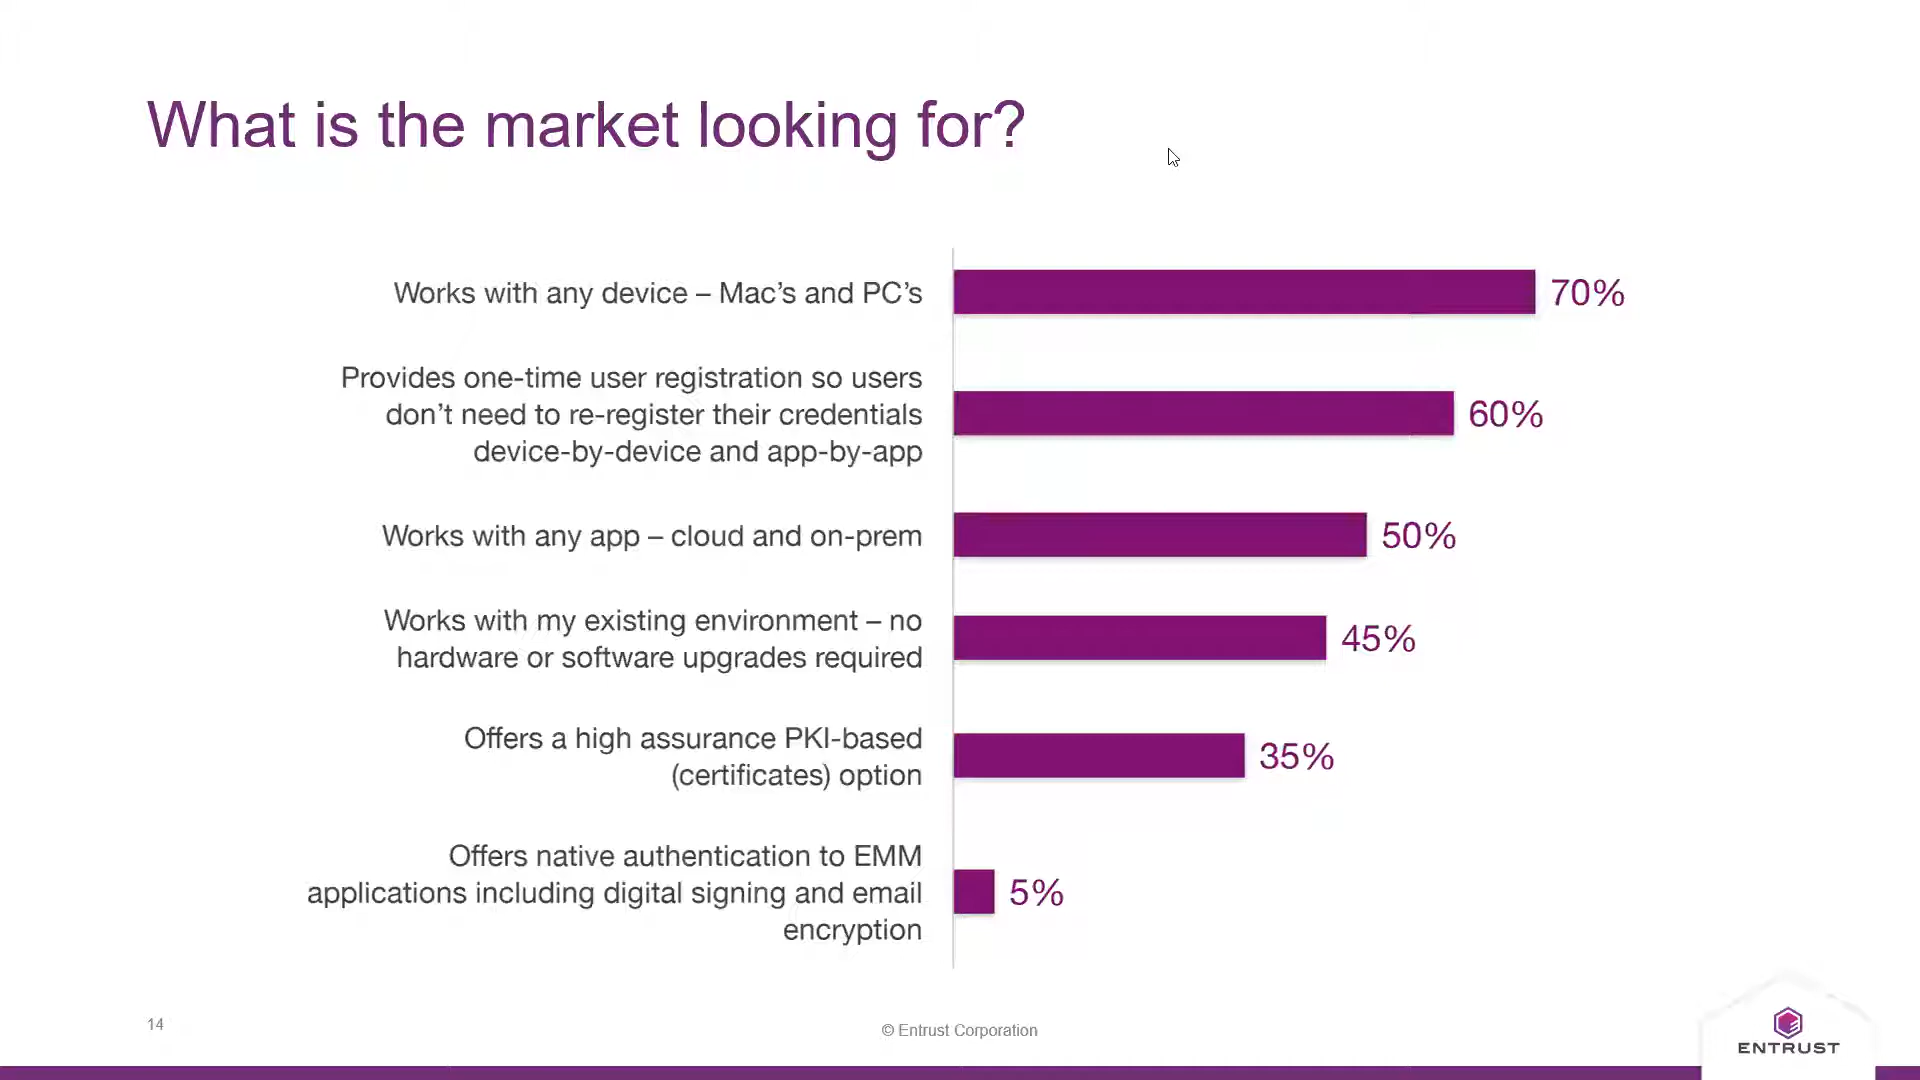 What is the market looking for?
Works with any device – Mac’s and PC’s
70%
Provides one-time user registration so users
don’t need to re-register their credentials
device-by-device and app-by-app
60%
Works with any app – cloud and on-prem
50%
Works with my existing environment – no
hardware or software upgrades required
45%
Offers a high assurance PKI-based
(certificates) option
35%
Offers native authentication to EMM
applications including digital signing and email
encryption
5%
14
© Entrust Corporation
ENTRUST